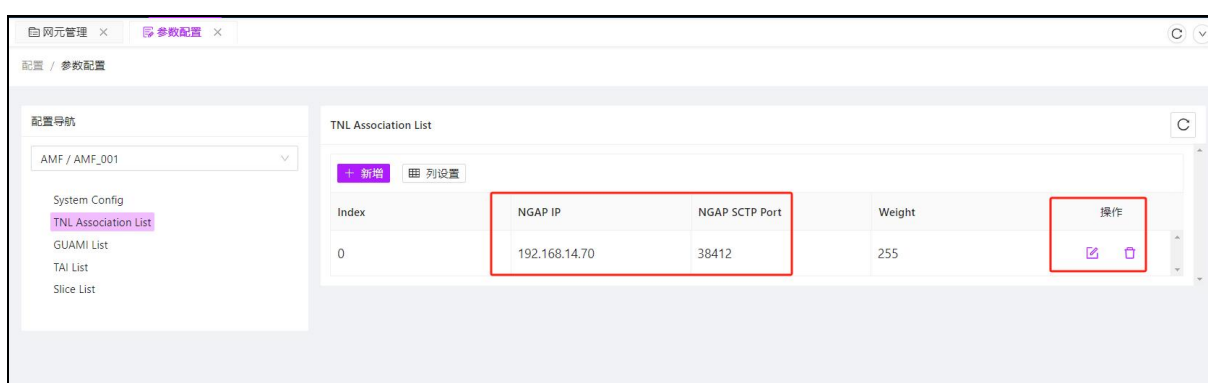 网元管理 参数配置
配置 / 参数配置
配置导航
AMF / AMF_001
System Config
TNL Association List
GUAMI List
TAI List
Slice List
TNL Association List
+ 新增 列设置
Index NGAP IP NGAP SCTP Port Weight 操作
0 192.168.14.70 38412 255